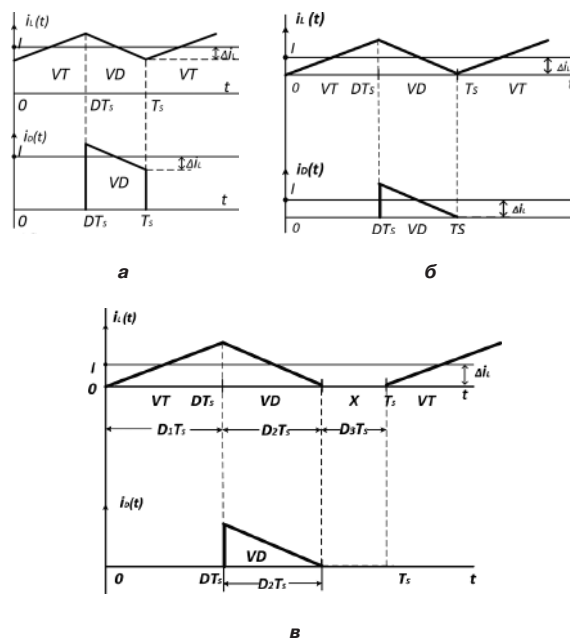 iL(t)
I
ΔiL
VT VD VT t
0 DTs Ts
iD(t)
I
ΔiL
VD
0 DTs Ts
а
iL(t)
I
ΔiL
0 VT DTs VD Ts VT
iD(t)
I
ΔiL
DTs VD TS
б
iL(t)
I
ΔiL
0
VT DTs VD X Ts VT t
D1Ts D2Ts D3Ts
iD(t)
VD
0 DTs D2Ts Ts t
в